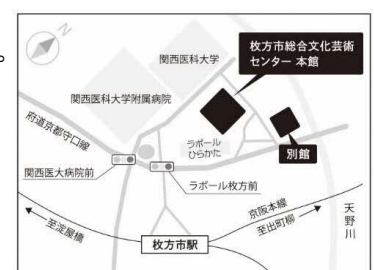 N
枚方市総合文化芸術
センター 本館
関西医科大学
関西医科大学附属病院
府道京都守口線
ラポール
ひらかた
別館
関西医大病院前
ラポール枚方前
京阪本線
至出町柳
天野川
至淀屋橋
枚方市駅